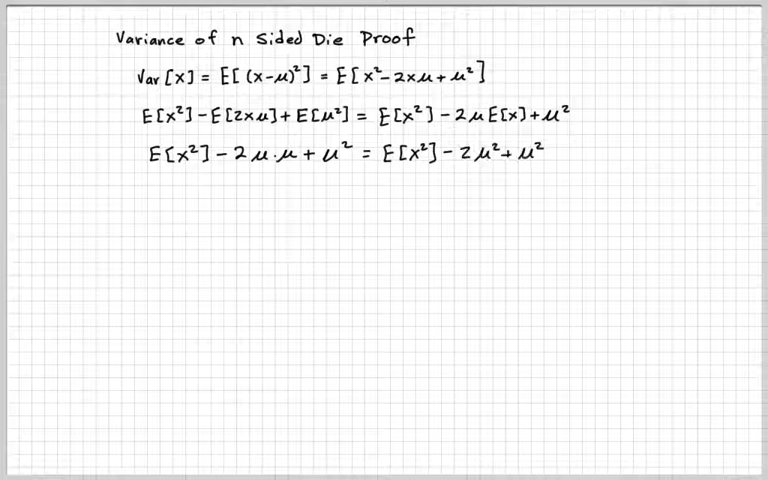 Variance of n Sided Die Proof
Var[x] = E[(x-μ)²] = E[x²-2xμ+μ²]
E[x²]-E[2xμ]+E[μ²] = E[x²]-2μE[x]+μ²
E[x²]-2μ·μ+μ² = E[x²]-2μ²+μ²